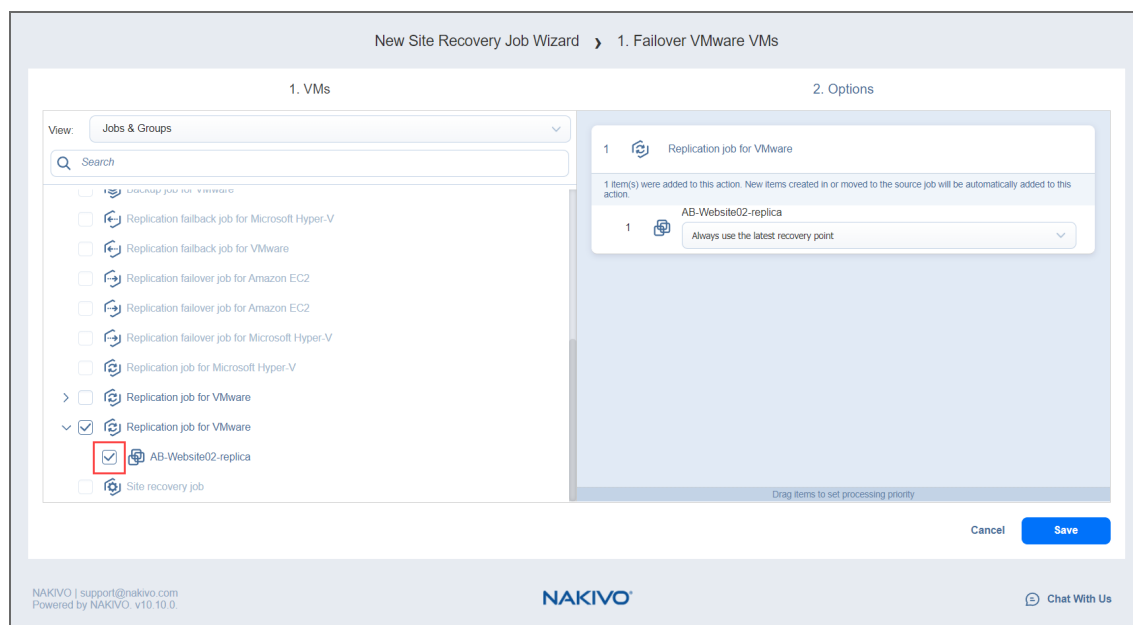 New Site Recovery Job Wizard › 1. Failover VMware VMs
1. VMs
2. Options
View:
Jobs & Groups
Search
Backup job for VMware
Replication failback job for Microsoft Hyper-V
Replication failback job for VMware
Replication failover job for Amazon EC2
Replication failover job for Amazon EC2
Replication failover job for Microsoft Hyper-V
Replication job for Microsoft Hyper-V
Replication job for VMware
Replication job for VMware
AB-Website02-replica
Site recovery job
1 Replication job for VMware
1 item(s) were added to this action. New items created in or moved to the source job will be automatically added to this
action.
AB-Website02-replica
1
Always use the latest recovery point
Drag items to set processing priority
Cancel
Save
NAKIVO | support@nakivo.com
Powered by NAKIVO. v10.10.0.
NAKIVO®
Chat With Us